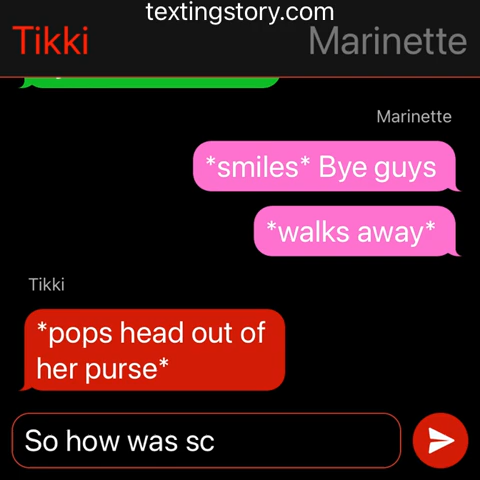 textingstory.com
Tikki
Marinette
Marinette
*smiles* Bye guys
*walks away*
Tikki
*pops head out of
her purse*
So how was sc